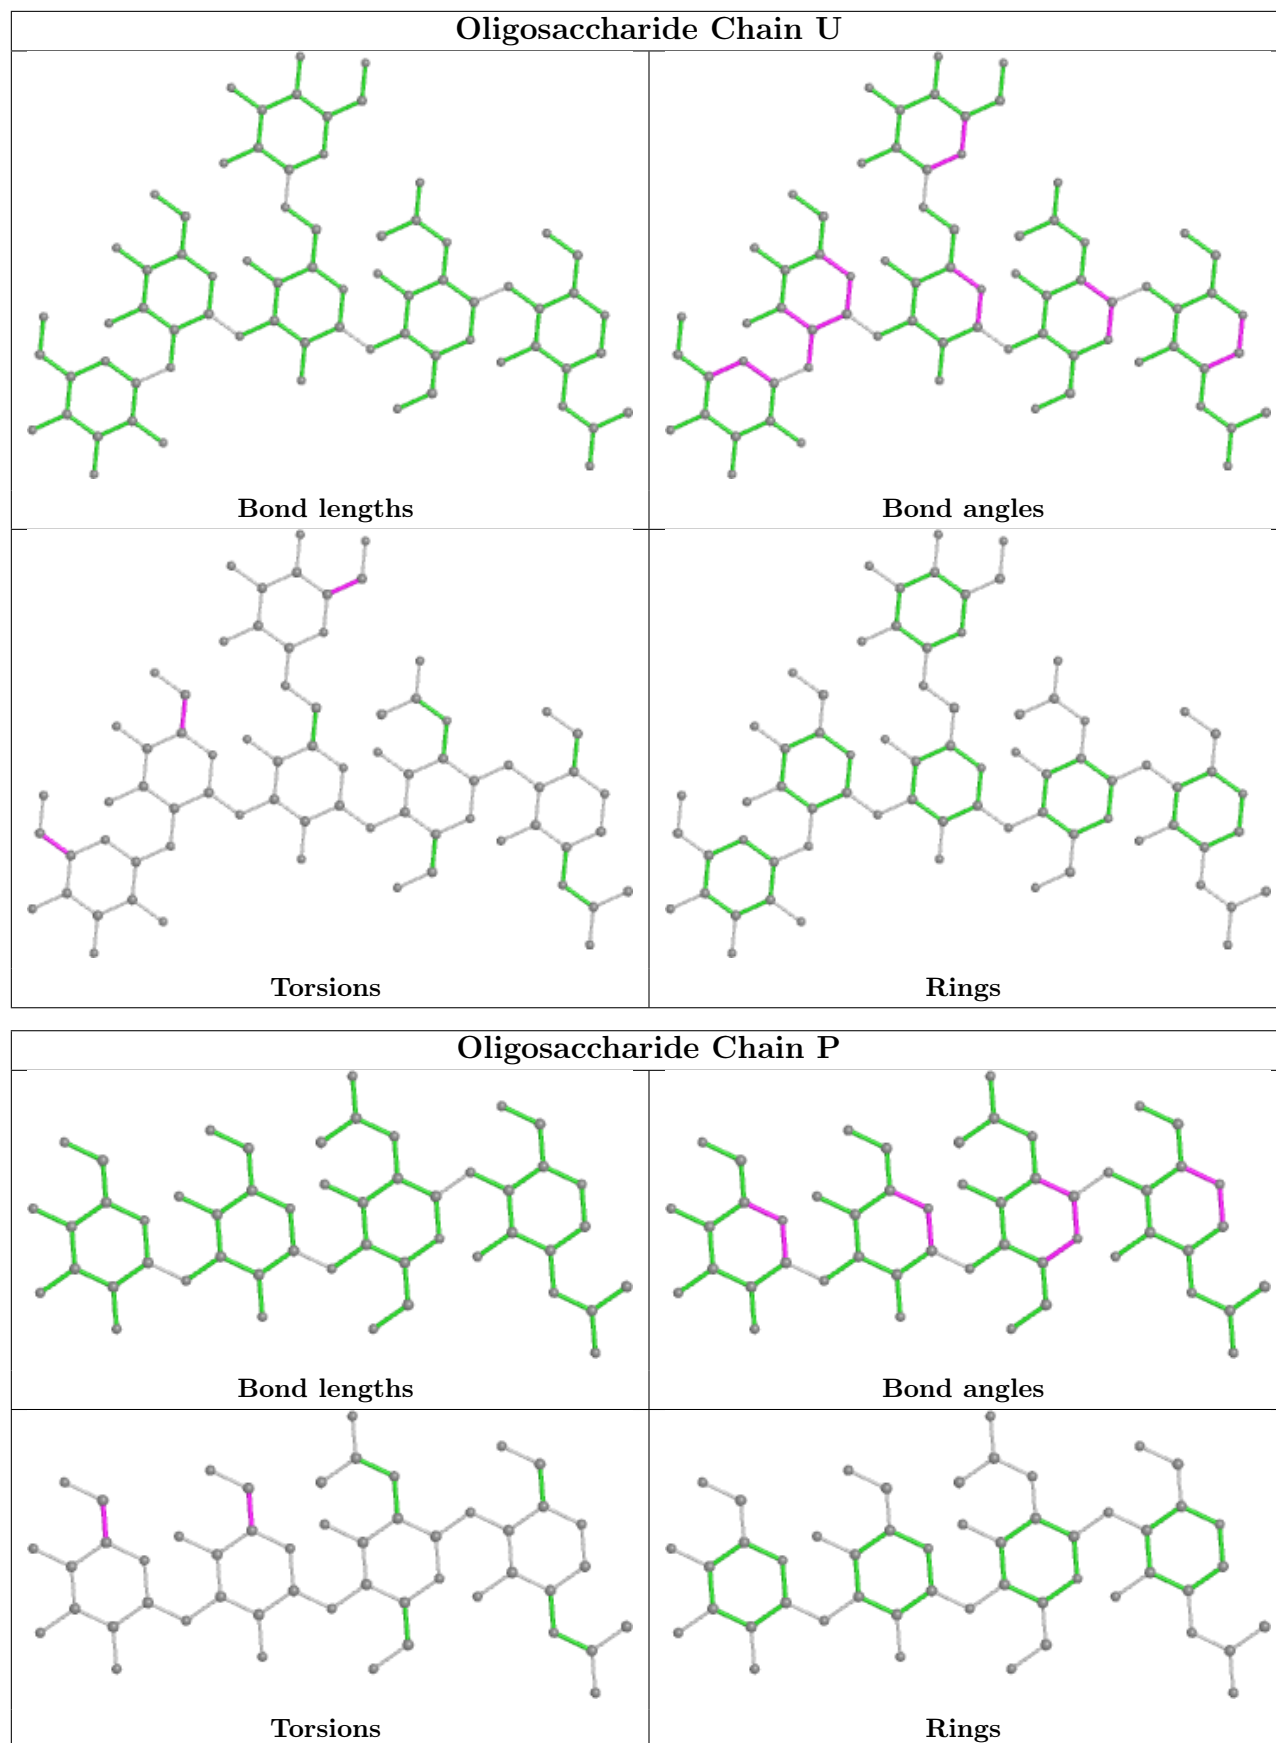 Oligosaccharide Chain U
Bond lengths
Bond angles
Torsions
Rings
Oligosaccharide Chain P
Bond lengths
Bond angles
Torsions
Rings